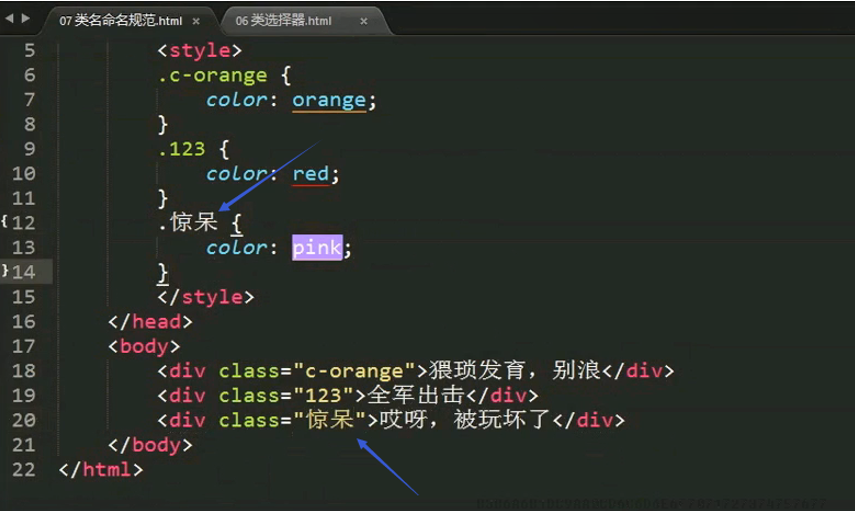 07 类名命名规范.html × 06 类选择器.html ×
5 <style>
6 .c-orange {
7 color: orange;
8 }
9 .123 {
10 color: red;
11 }
{12 .惊呆 {
13 color: pink;
}14 }
15 </style>
16 </head>
17 <body>
18 <div class="c-orange">猥琐发育，别浪</div>
19 <div class="123">全军出击</div>
20 <div class="惊呆">哎呀，被玩坏了</div>
21 </body>
22 </html>